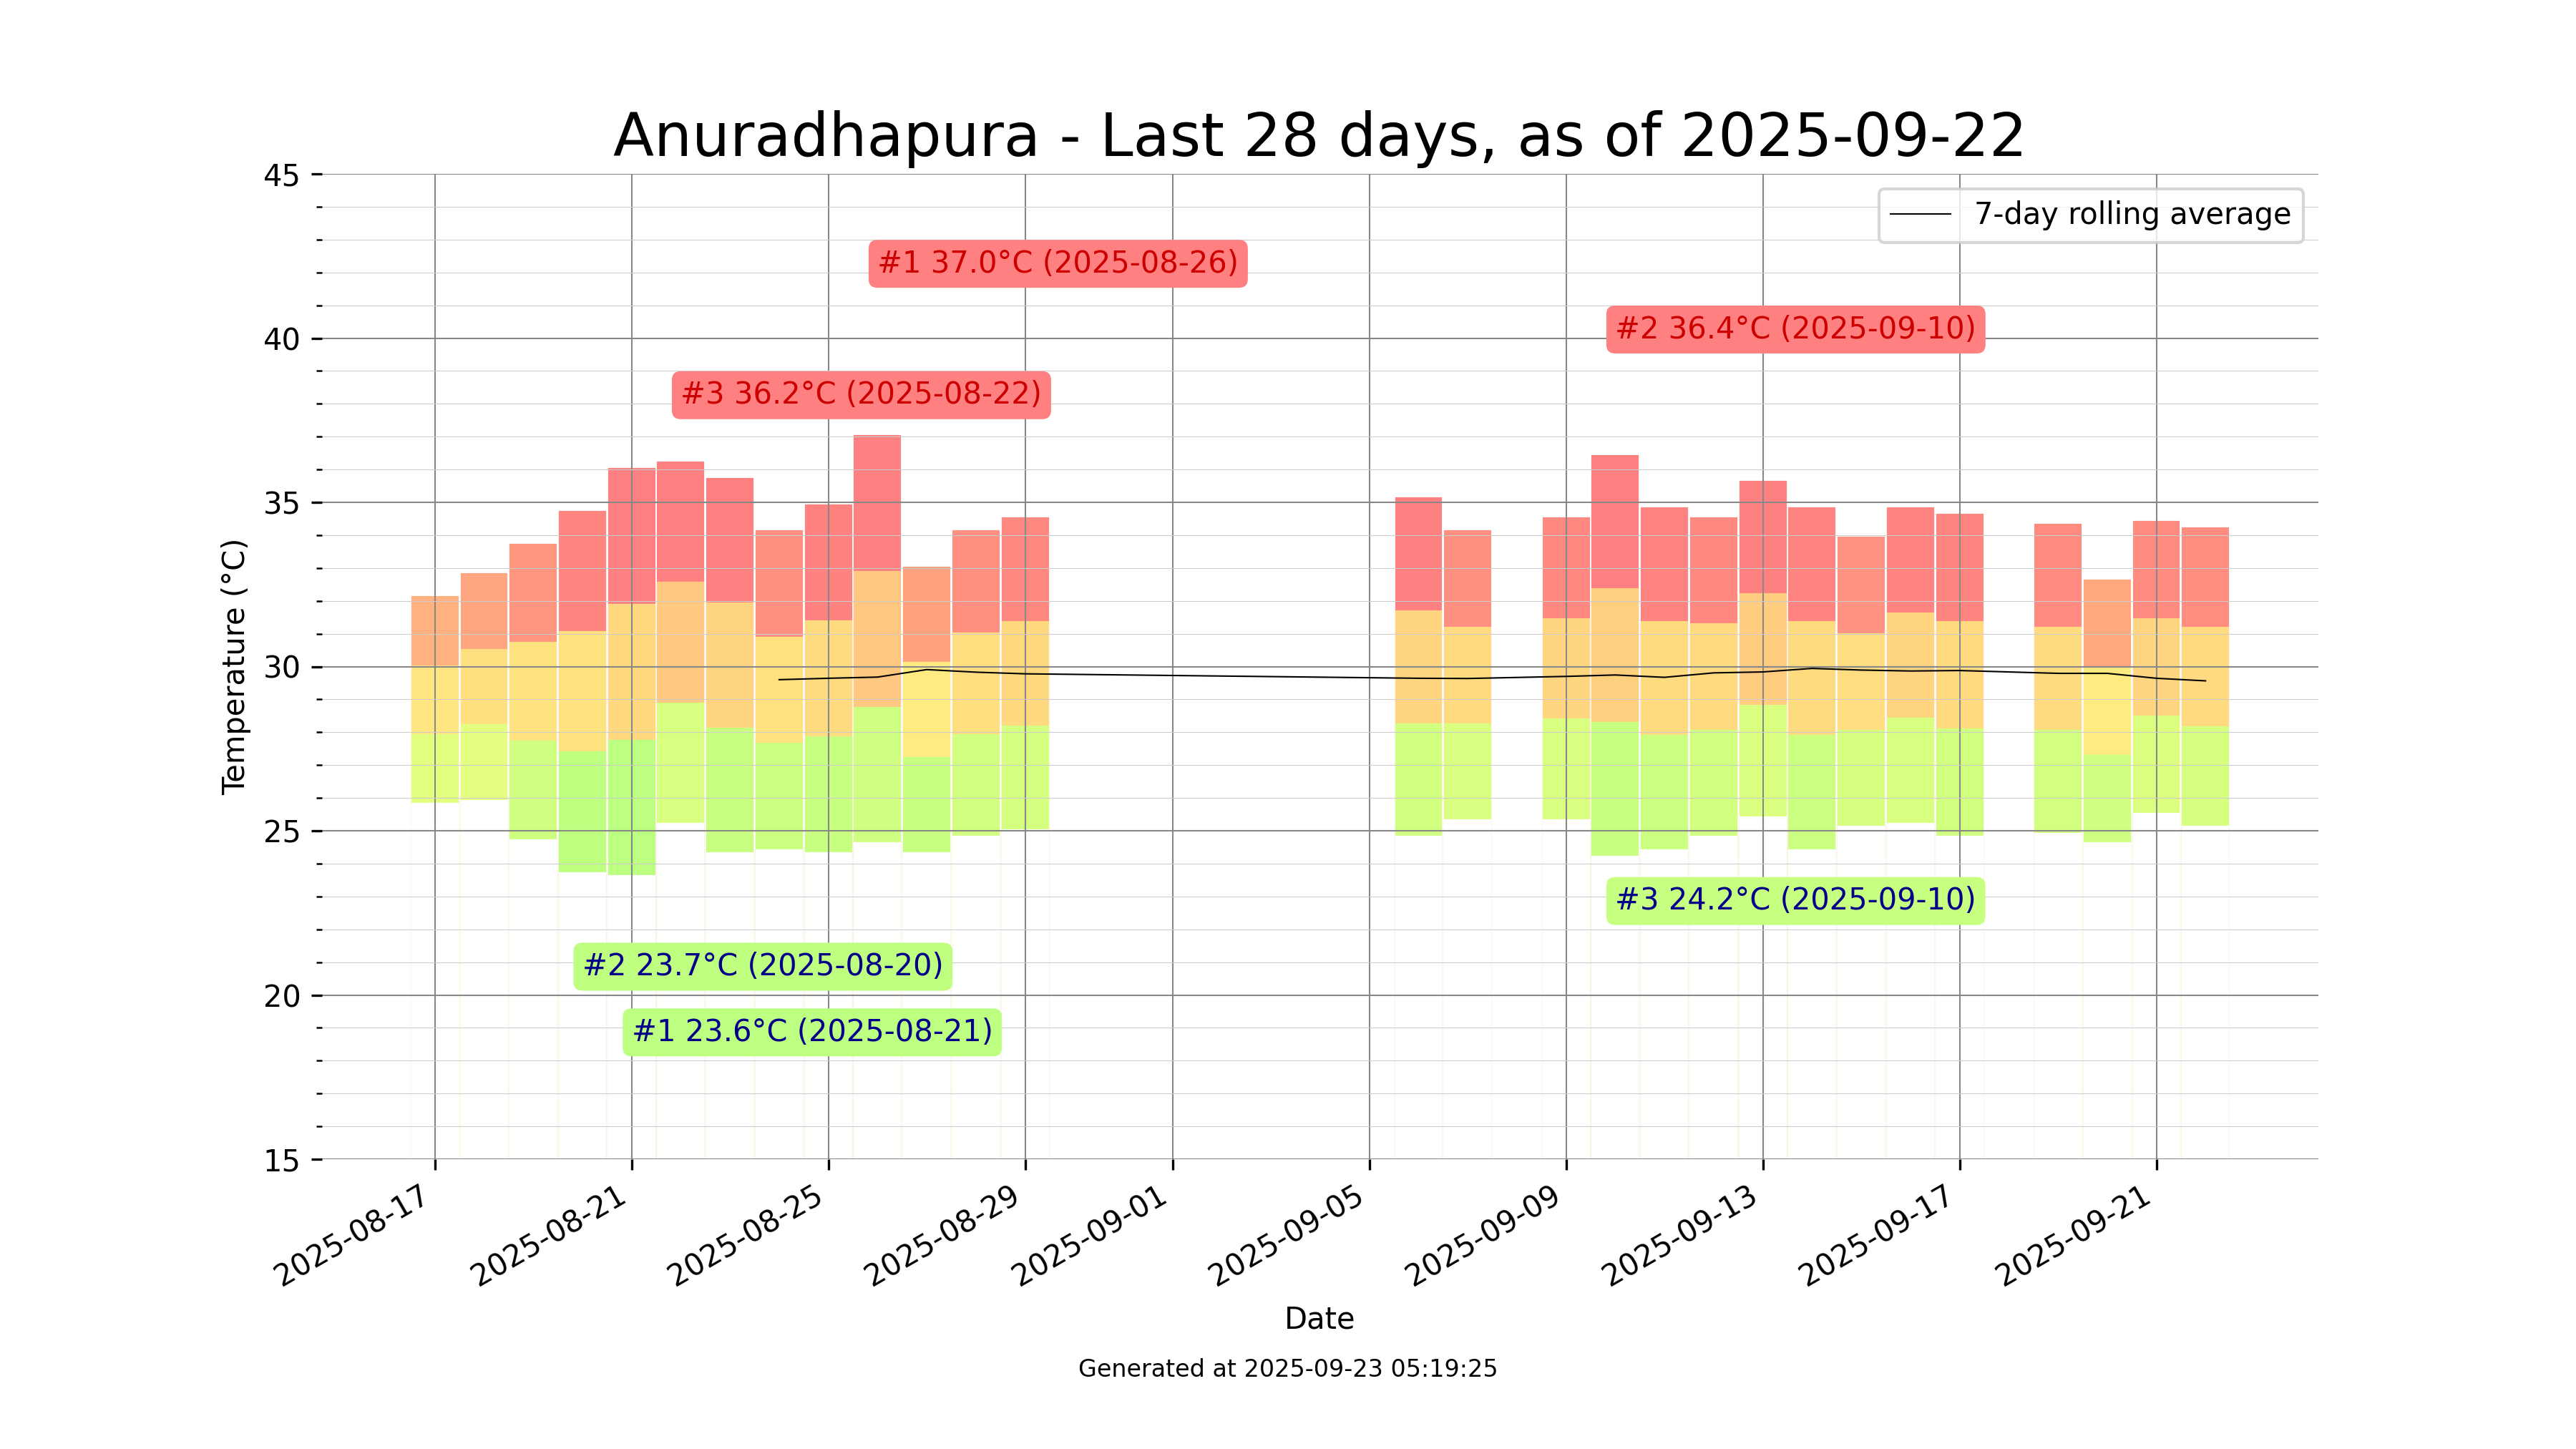 Anuradhapura - Last 28 days, as of 2025-09-22
7-day rolling average
#1 37.0°C (2025-08-26)
#2 36.4°C (2025-09-10)
#3 36.2°C (2025-08-22)
#3 24.2°C (2025-09-10)
#2 23.7°C (2025-08-20)
#1 23.6°C (2025-08-21)
Temperature (°C)
45
40
35
30
25
20
15
2025-08-17
2025-08-21
2025-08-25
2025-08-29
2025-09-01
2025-09-05
2025-09-09
2025-09-13
2025-09-17
2025-09-21
Date
Generated at 2025-09-23 05:19:25